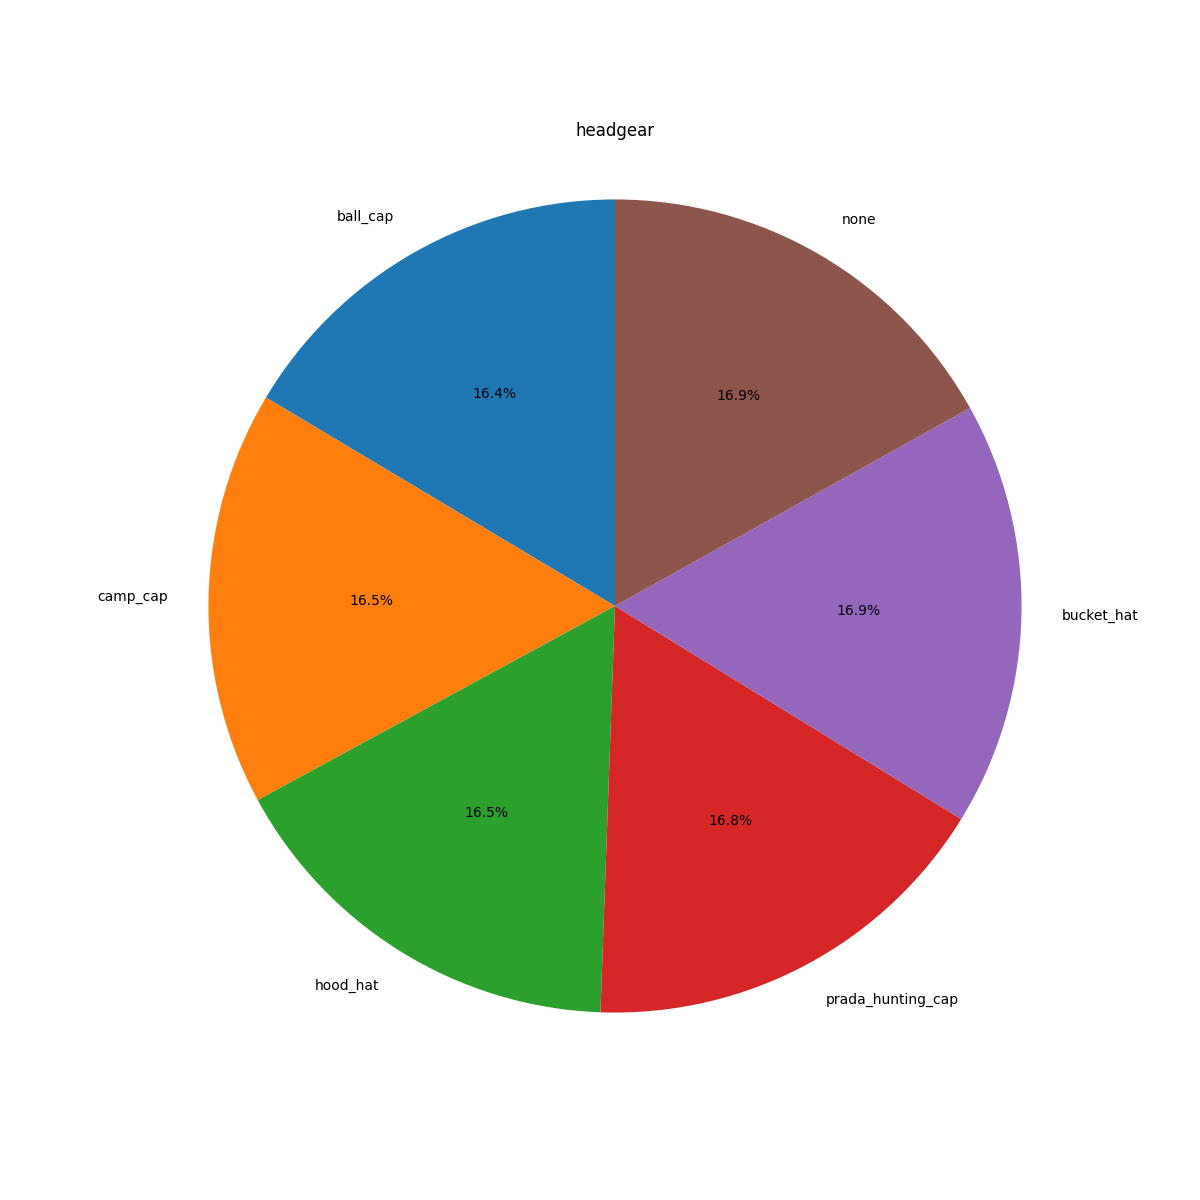 headgear
ball_cap
none
16.4%
16.9%
camp_cap
16.5%
16.9%
bucket_hat
16.5%
16.8%
hood_hat
prada_hunting_cap